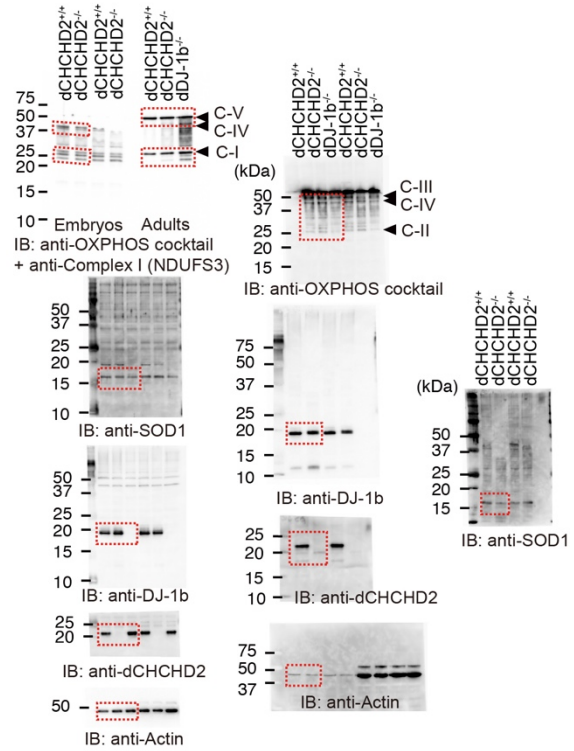 dCHCHD2+/+
dCHCHD2-/-
dCHCHD2+/+
dCHCHD2-/-
dCHCHD2+/+
dCHCHD2-/-
dDJ-1b-/-
75
50
37
25
20
15
10
C-V
C-IV
C-I
Embryos Adults
IB: anti-OXPHOS cocktail
+ anti-Complex I (NDUFS3)
50
37
25
20
15
10
IB: anti-SOD1
50
37
25
20
15
10
IB: anti-DJ-1b
25
20
IB: anti-dCHCHD2
50
IB: anti-Actin
dCHCHD2+/+
dCHCHD2-/-
dDJ-1b-/-
dCHCHD2+/+
dCHCHD2-/-
dDJ-1b-/-
(kDa)
50
37
25
20
15
C-III
C-IV
C-II
IB: anti-OXPHOS cocktail
75
50
37
25
20
15
10
IB: anti-DJ-1b
25
20
15
10
IB: anti-dCHCHD2
75
50
37
IB: anti-Actin
dCHCHD2+/+
dCHCHD2-/-
dCHCHD2+/+
dCHCHD2-/-
(kDa)
50
37
25
20
15
IB: anti-SOD1